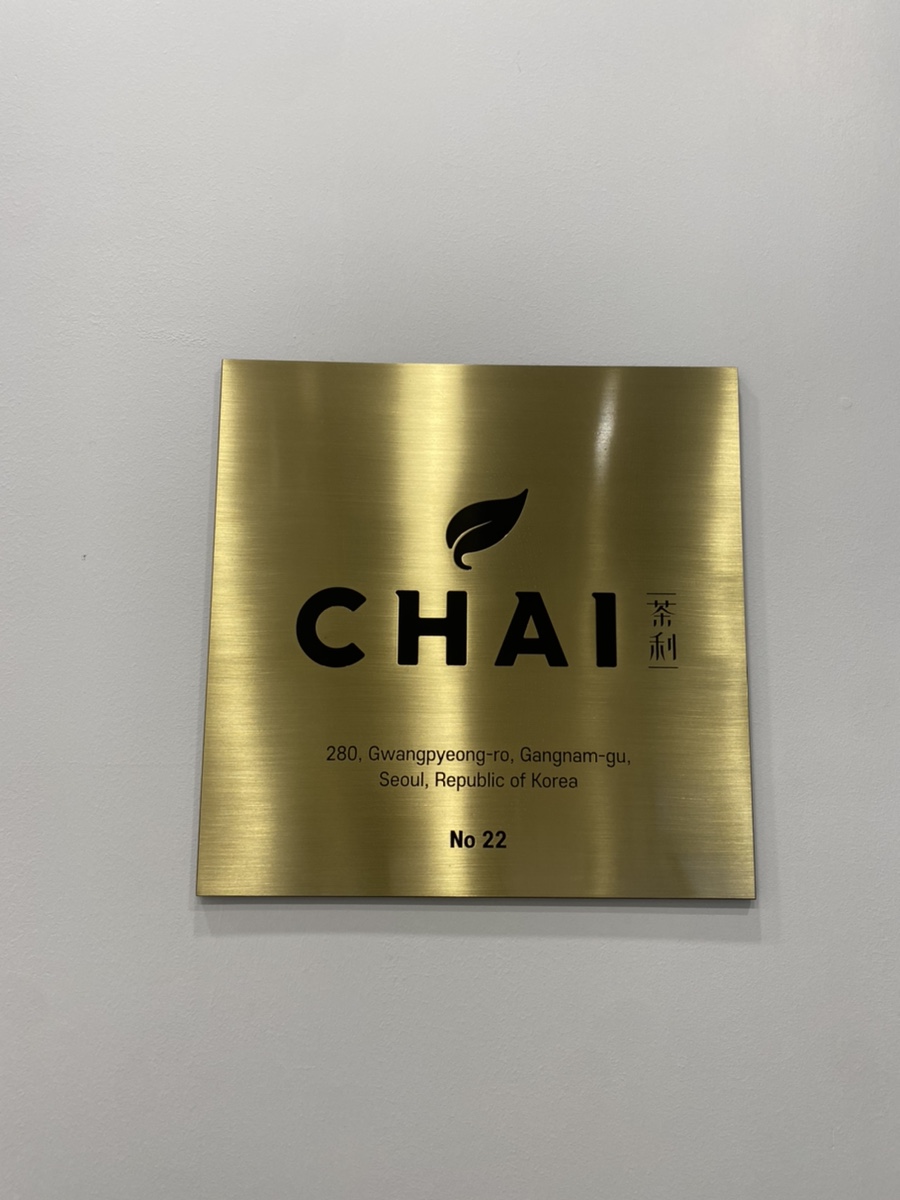 CHAI 茶利
280, Gwangpyeong-ro, Gangnam-gu,
Seoul, Republic of Korea
No 22